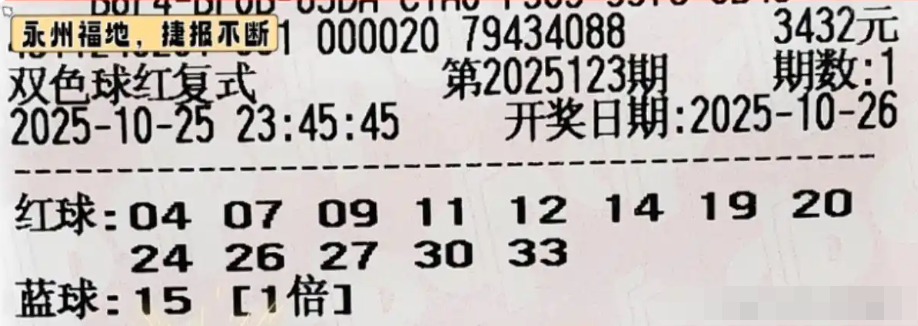 永州福地，捷报不断
000020 79434088 3432元
双色球红复式 第2025123期 期数:1
2025-10-25 23:45:45 开奖日期:2025-10-26
红球:04 07 09 11 12 14 19 20
24 26 27 30 33
蓝球:15 [1倍]